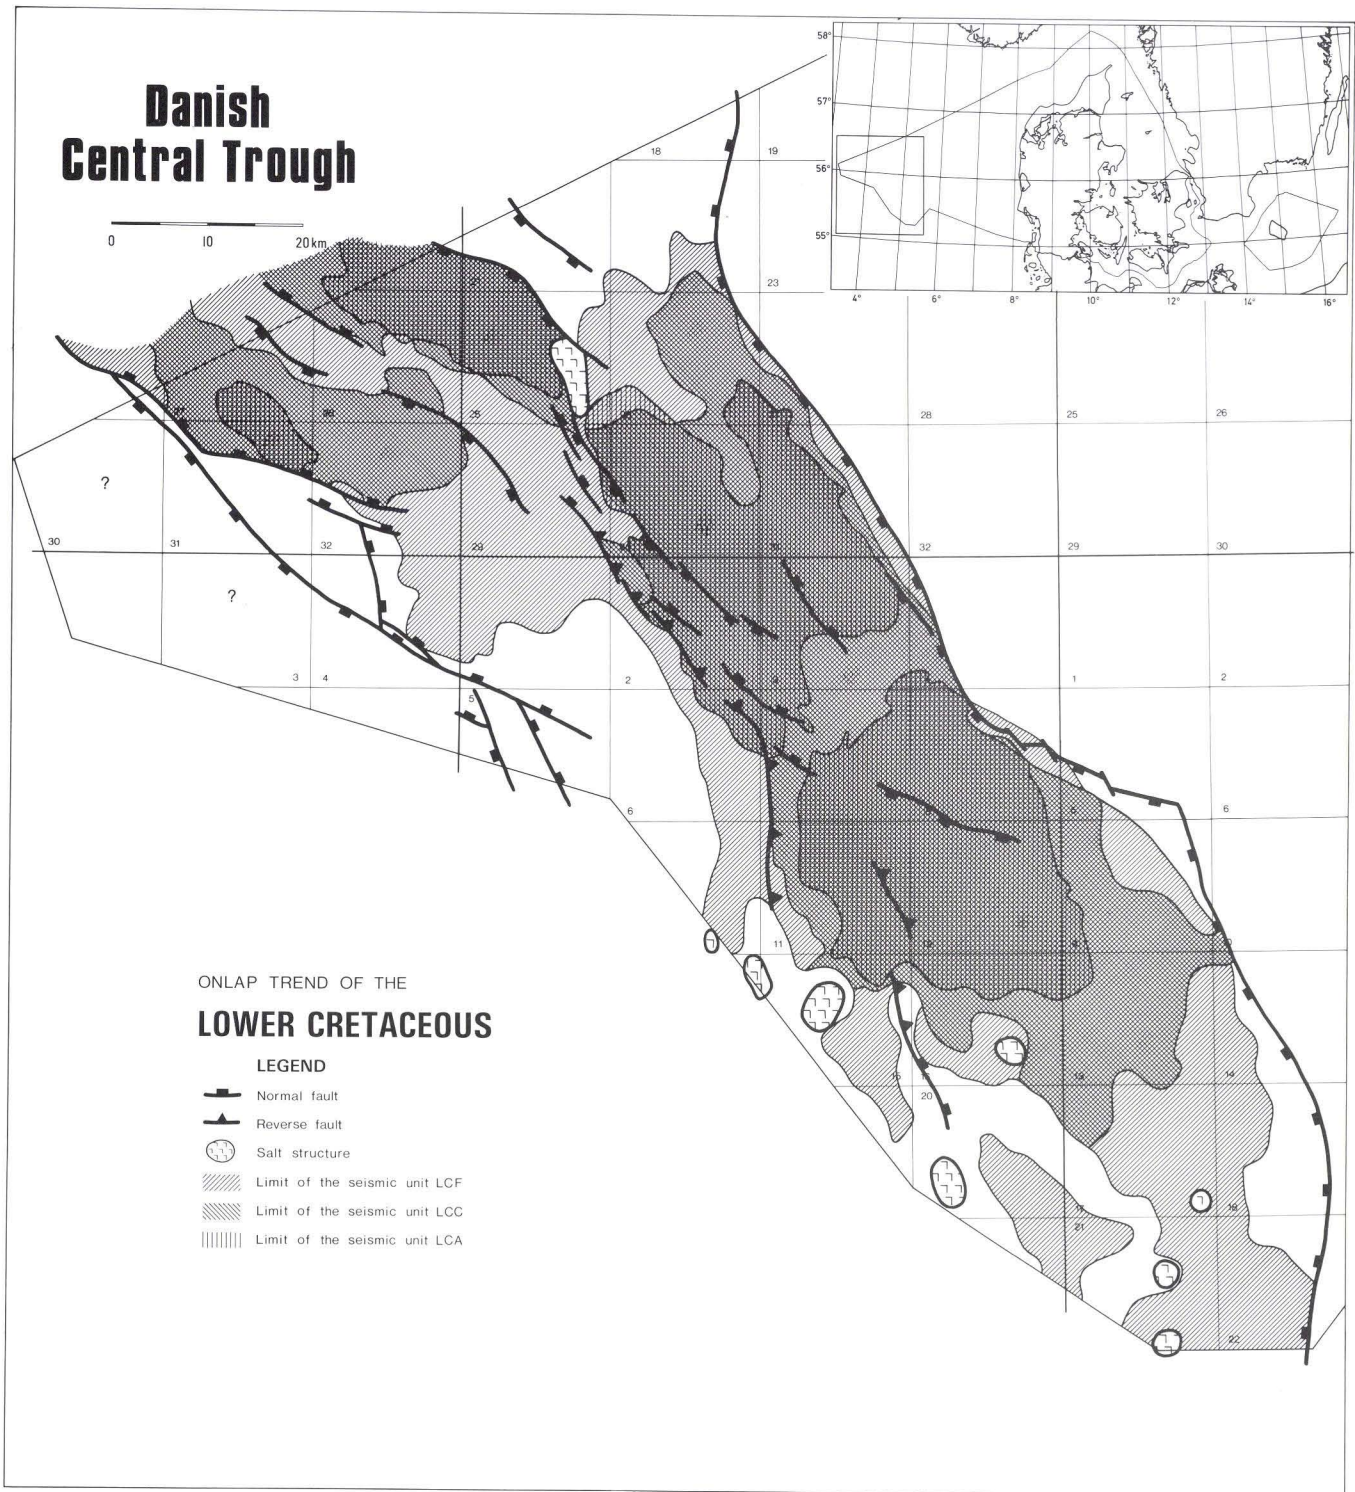 Danish
Central Trough
0 10 20 km
58°
57°
56°
55°
4° 6° 8° 10° 12° 14° 16°
18 19
23
28 25 26
?
30 31 32 29 32 29 30
?
3 4 2 1 2
5
6 6
11 12
14
20
21
22
ONLAP TREND OF THE
LOWER CRETACEOUS
LEGEND
Normal fault
Reverse fault
Salt structure
Limit of the seismic unit LCF
Limit of the seismic unit LCC
Limit of the seismic unit LCA